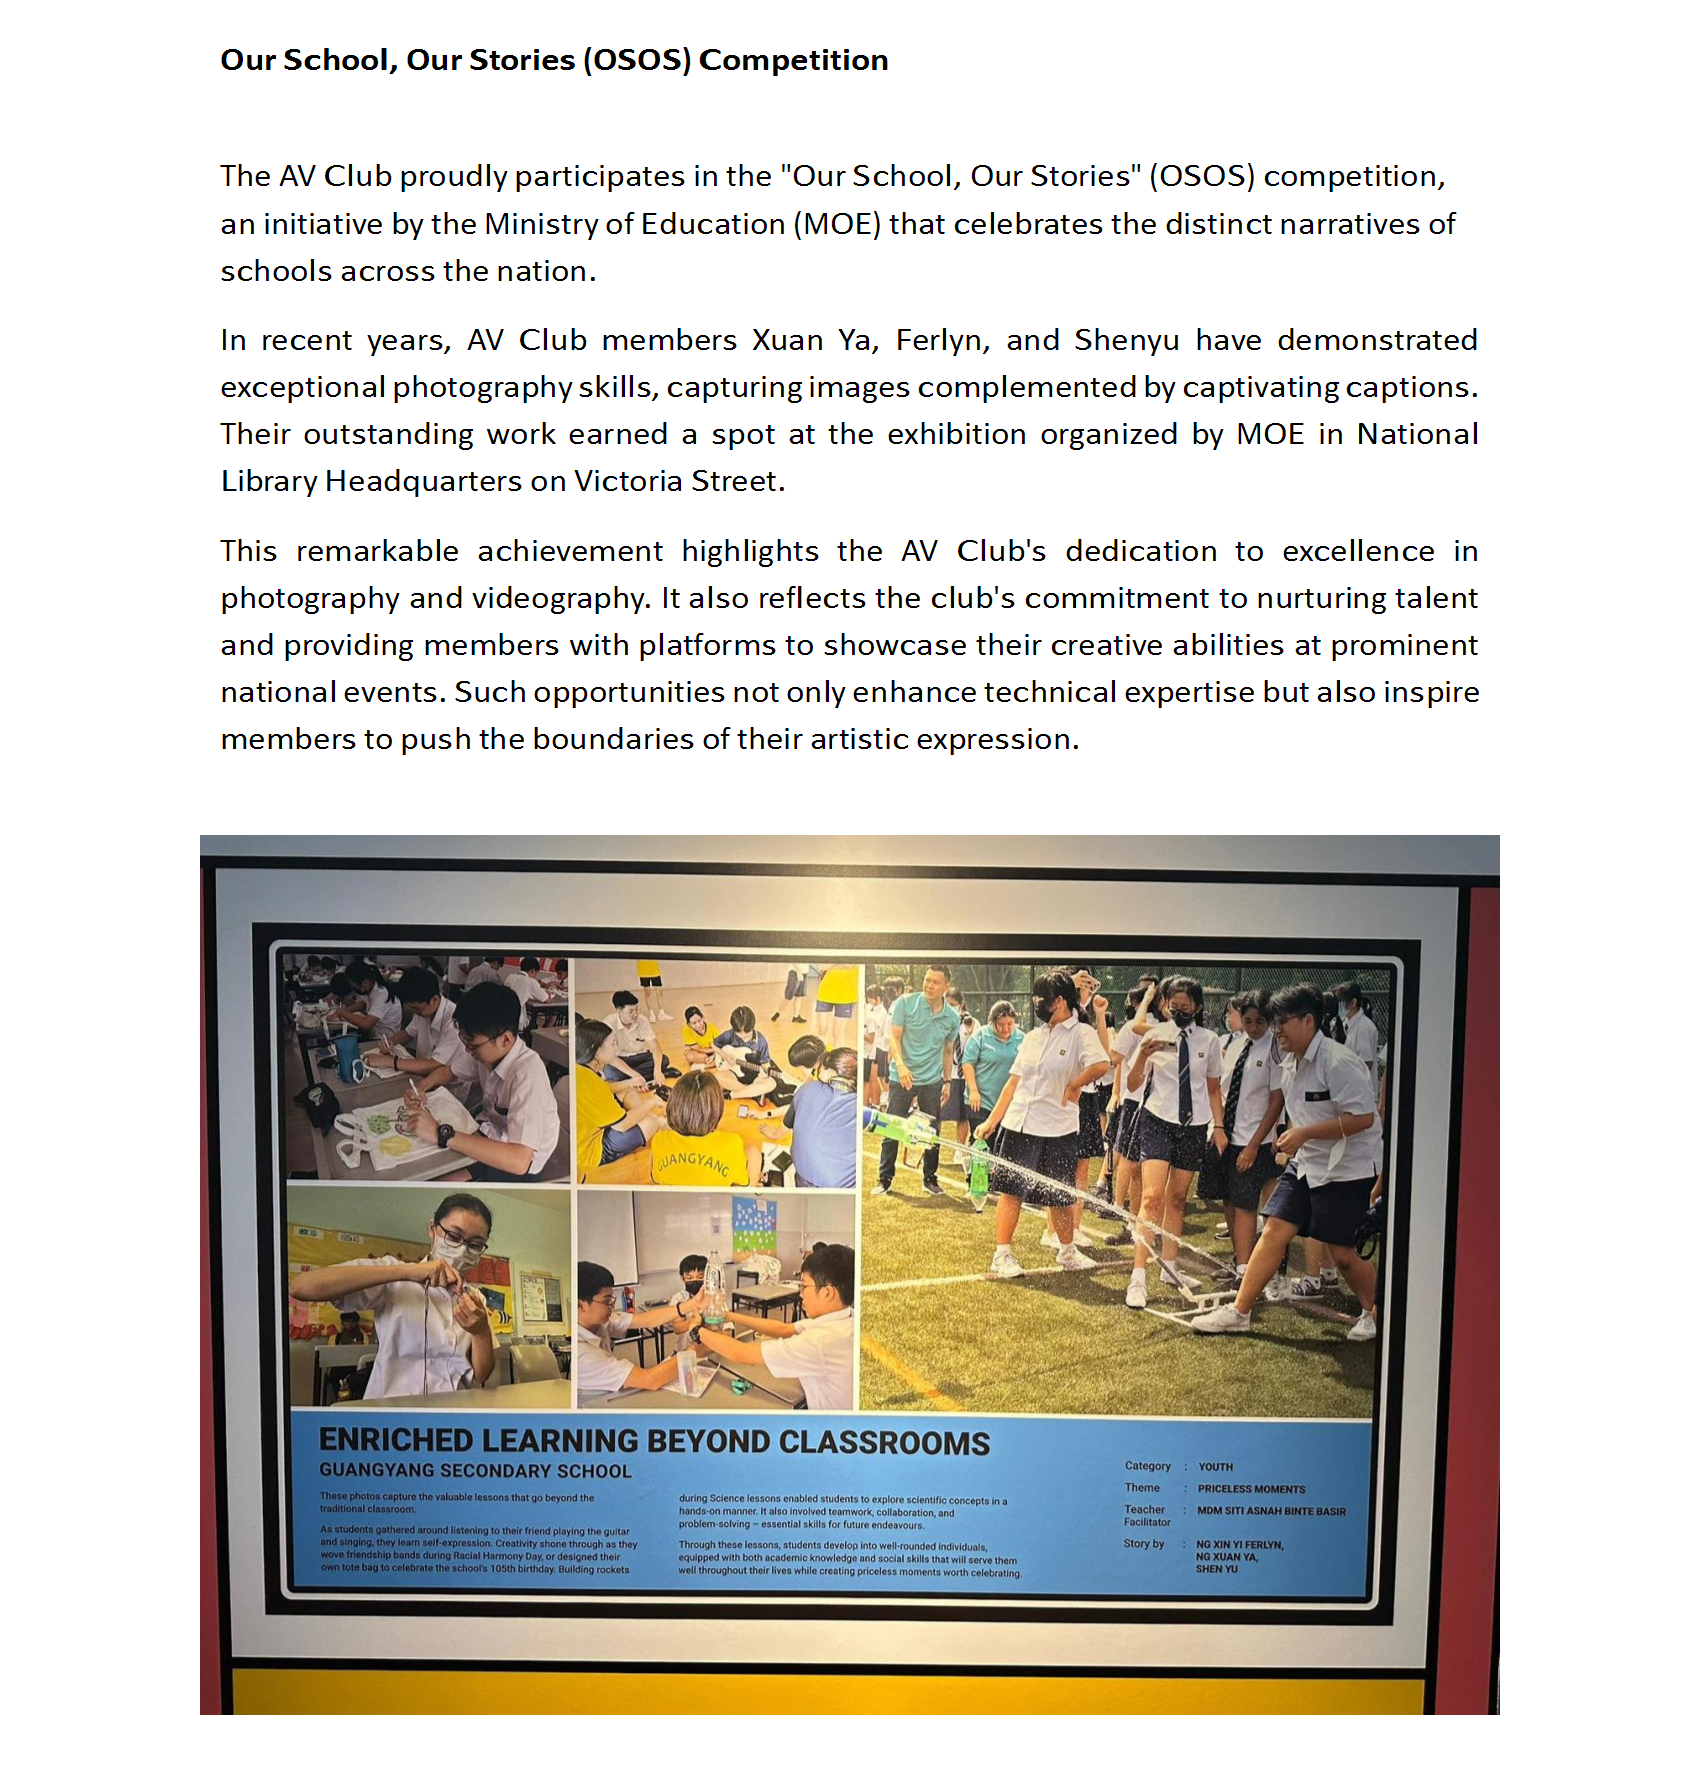 Our School, Our Stories (OSOS) Competition
The AV Club proudly participates in the "Our School, Our Stories" (OSOS) competition,
an initiative by the Ministry of Education (MOE) that celebrates the distinct narratives of
schools across the nation.
In recent years, AV Club members Xuan Ya, Ferlyn, and Shenyu have demonstrated
exceptional photography skills, capturing images complemented by captivating captions.
Their outstanding work earned a spot at the exhibition organized by MOE in National
Library Headquarters on Victoria Street.
This remarkable achievement highlights the AV Club's dedication to excellence in
photography and videography. It also reflects the club's commitment to nurturing talent
and providing members with platforms to showcase their creative abilities at prominent
national events. Such opportunities not only enhance technical expertise but also inspire
members to push the boundaries of their artistic expression.
GUANGYANG
ENRICHED LEARNING BEYOND CLASSROOMS
GUANGYANG SECONDARY SCHOOL
These photos capture the valuable lessons that go beyond the
traditional classroom.
As students gathered around listening to their friend playing the guitar
and singing, they learn self-expression. Creativity shone through as they
wove friendship bands during Racial Harmony Day, or designed their
own tote bag to celebrate the school's 105th birthday. Building rockets
during Science lessons enabled students to explore scientific concepts in a
hands-on manner. It also involved teamwork, collaboration, and
problem-solving – essential skills for future endeavours.
Through these lessons, students develop into well-rounded individuals,
equipped with both academic knowledge and social skills that will serve them
well throughout their lives while creating priceless moments worth celebrating.
Category : YOUTH
Theme : PRICELESS MOMENTS
Teacher : MDM SITI ASNAH BINTE BASIR
Facilitator
Story by : NG XIN YI FERLYN,
NG XUAN YA,
SHEN YU